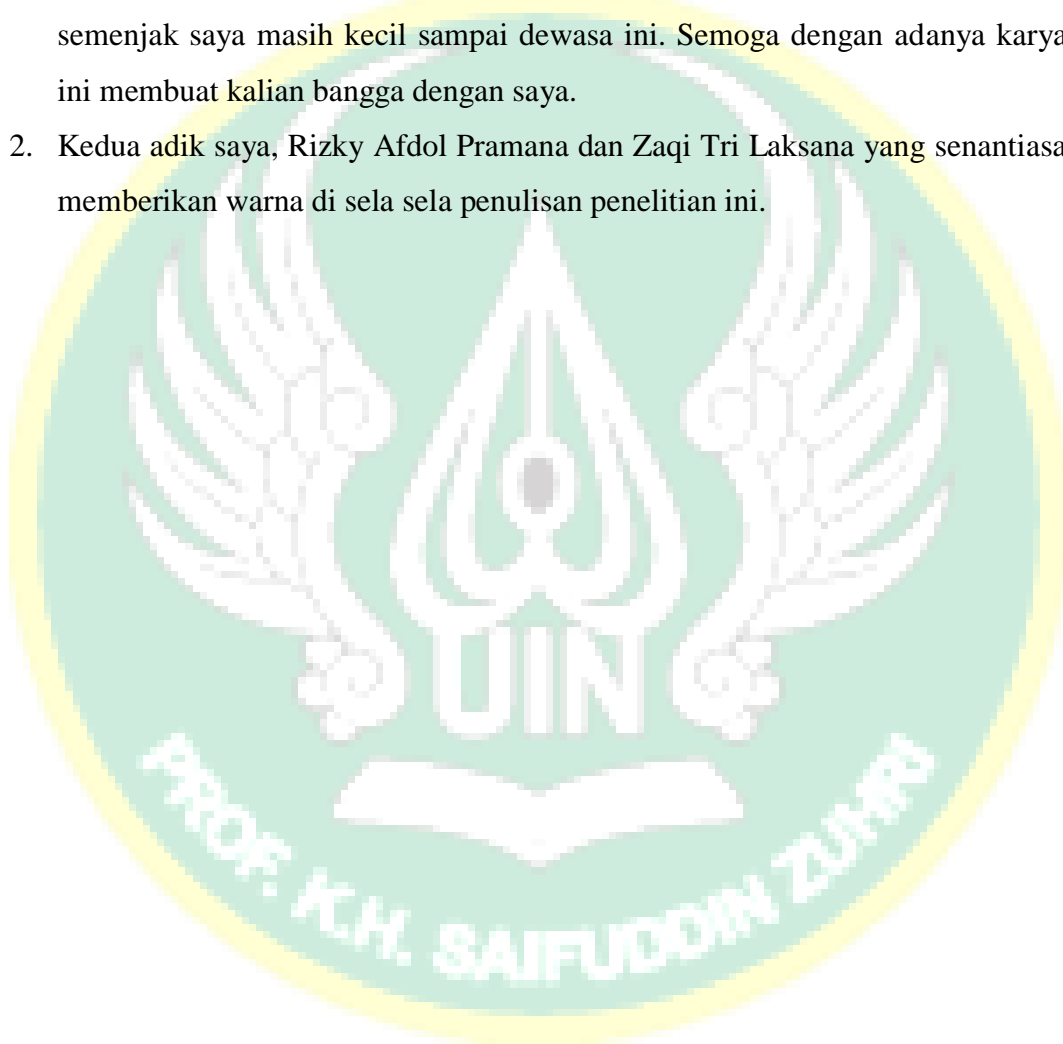 semenjak saya masih kecil sampai dewasa ini. Semoga dengan adanya karya
ini membuat kalian bangga dengan saya.
2. Kedua adik saya, Rizky Afdol Pramana dan Zaqi Tri Laksana yang senantiasa
memberikan warna di sela sela penulisan penelitian ini.
UIN
PROF. K.H. SAIFUDDIN ZUHRI